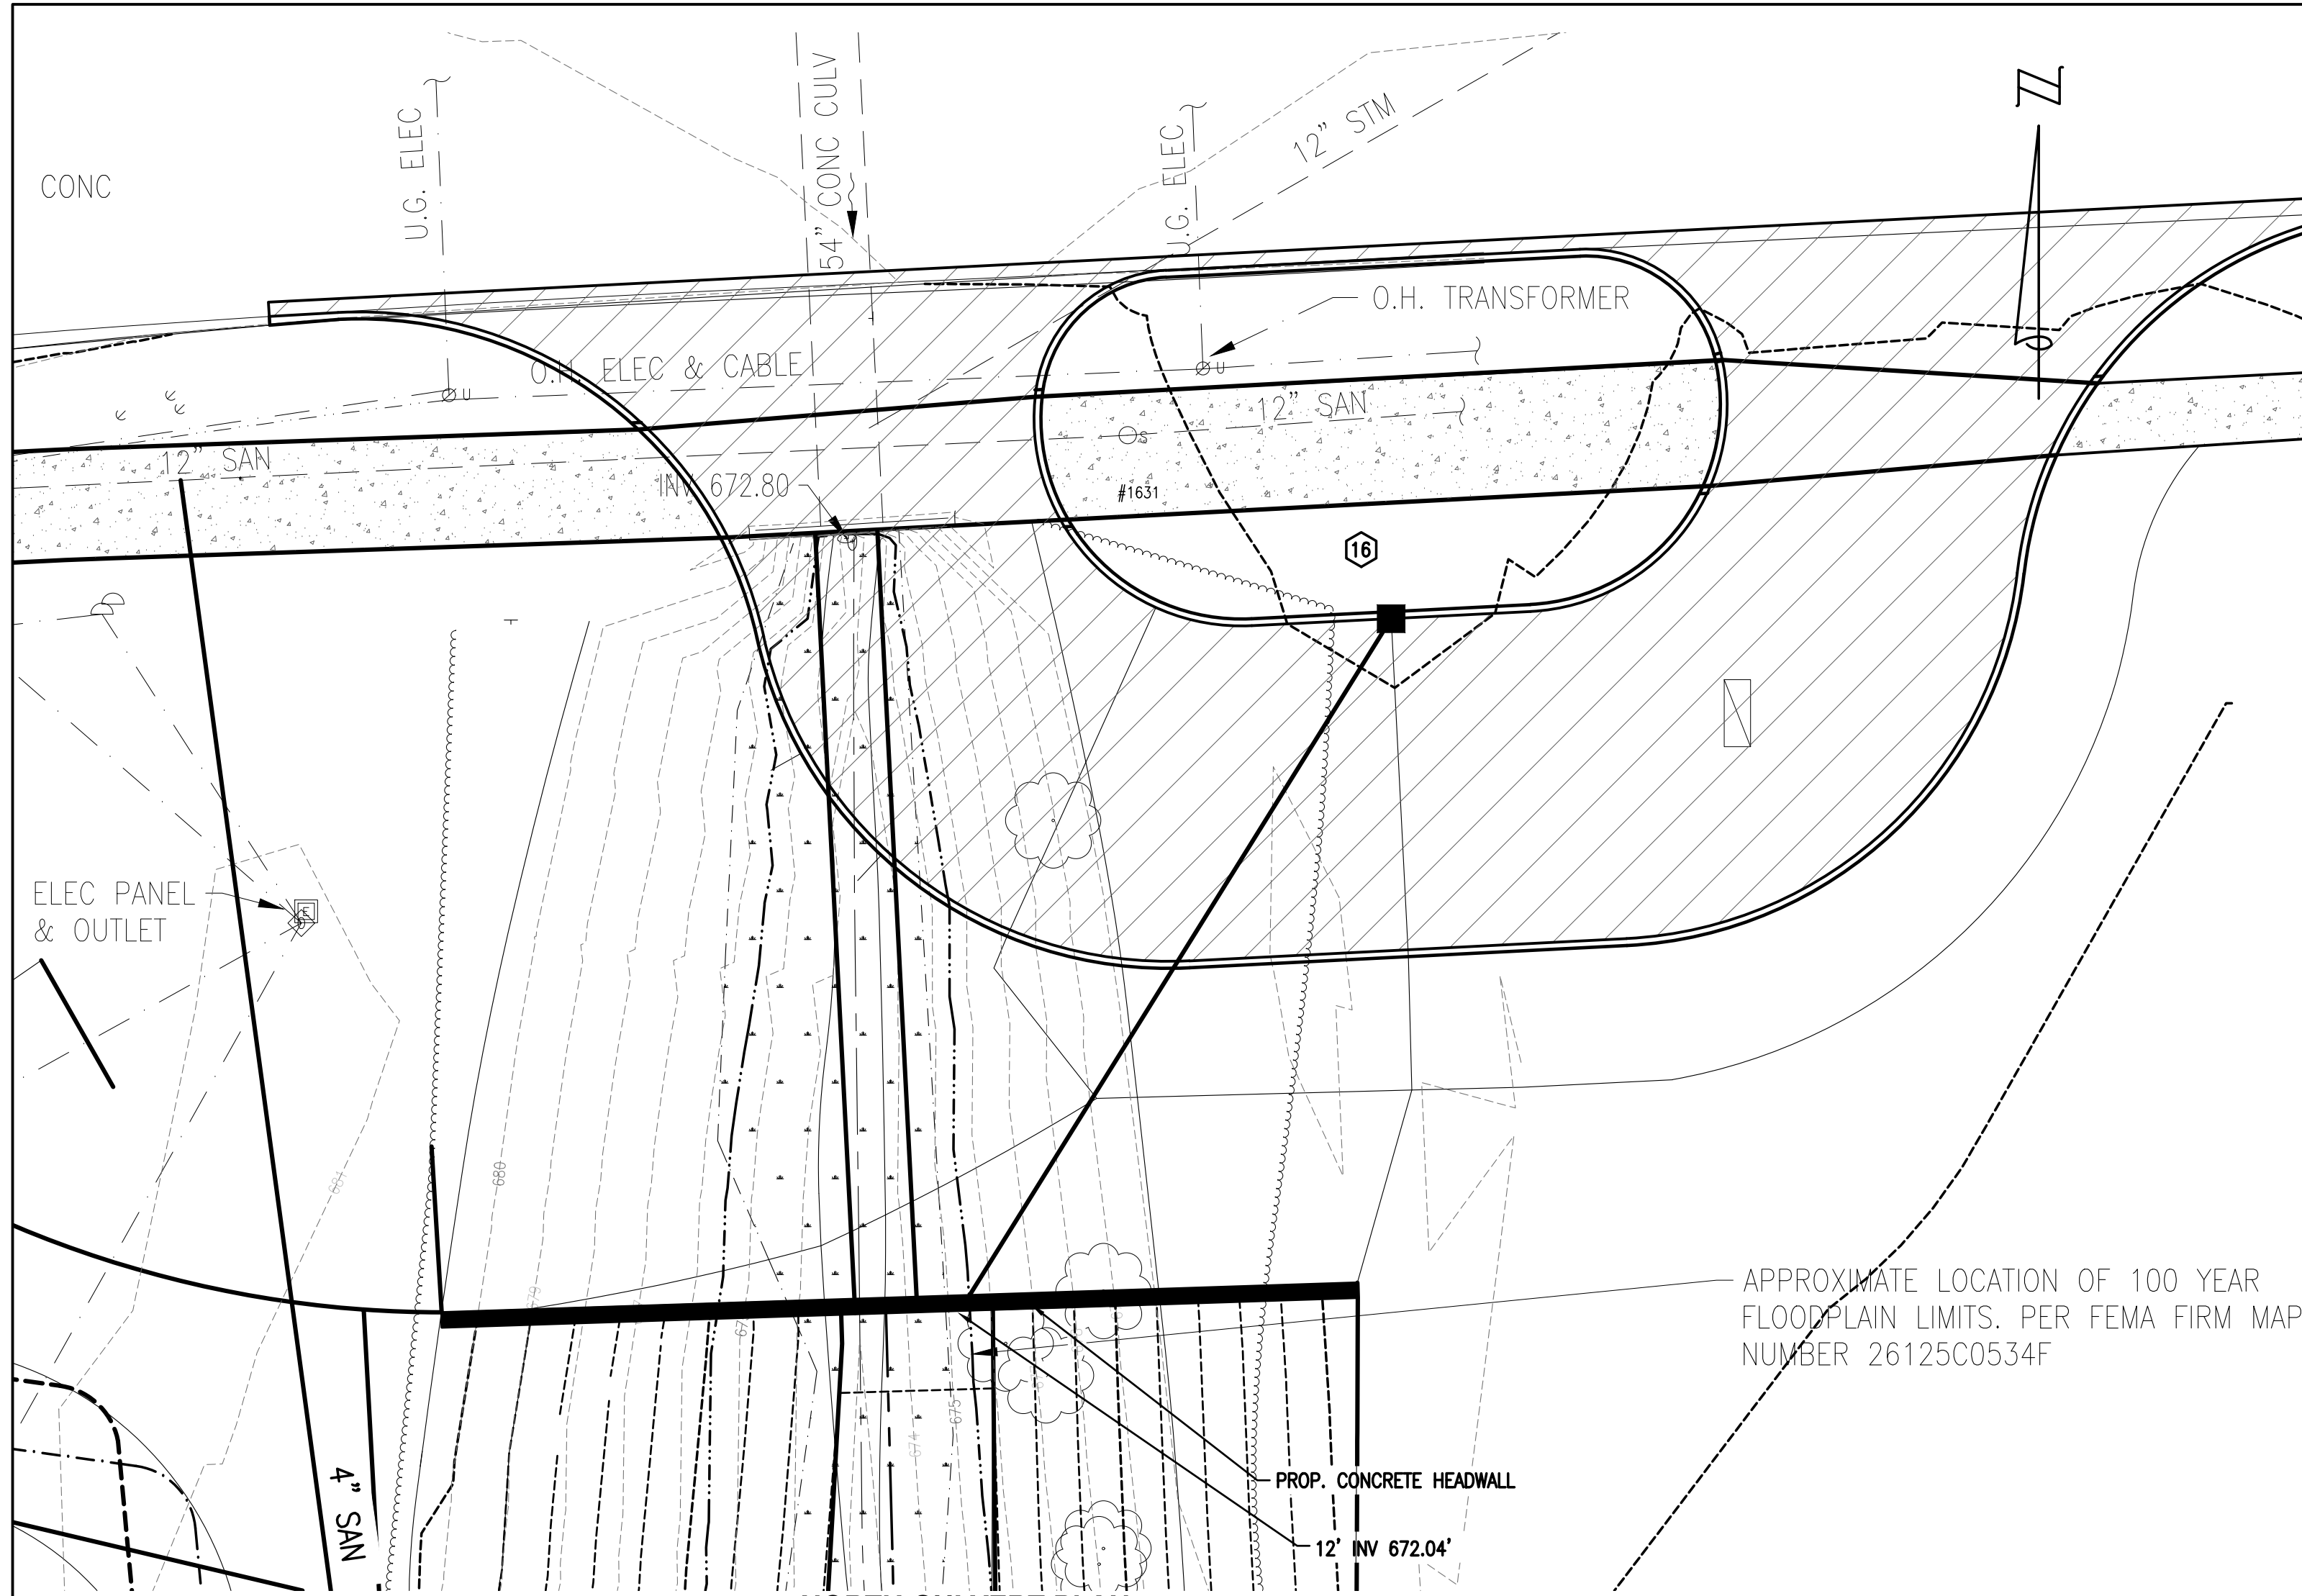 CONC
U.G. ELEC
54" CONC CULV
U.G. ELEC
12" STM
N
O.H. TRANSFORMER
O.H. ELEC & CABLE
U
U
12" SAN
S
12" SAN
INV 672.80
#1631
16
ELEC PANEL
& OUTLET
E
681
680
679
APPROXIMATE LOCATION OF 100 YEAR
FLOODPLAIN LIMITS. PER FEMA FIRM MAP
NUMBER 26125C0534F
675
674
PROP. CONCRETE HEADWALL
12' INV 672.04'
4" SAN